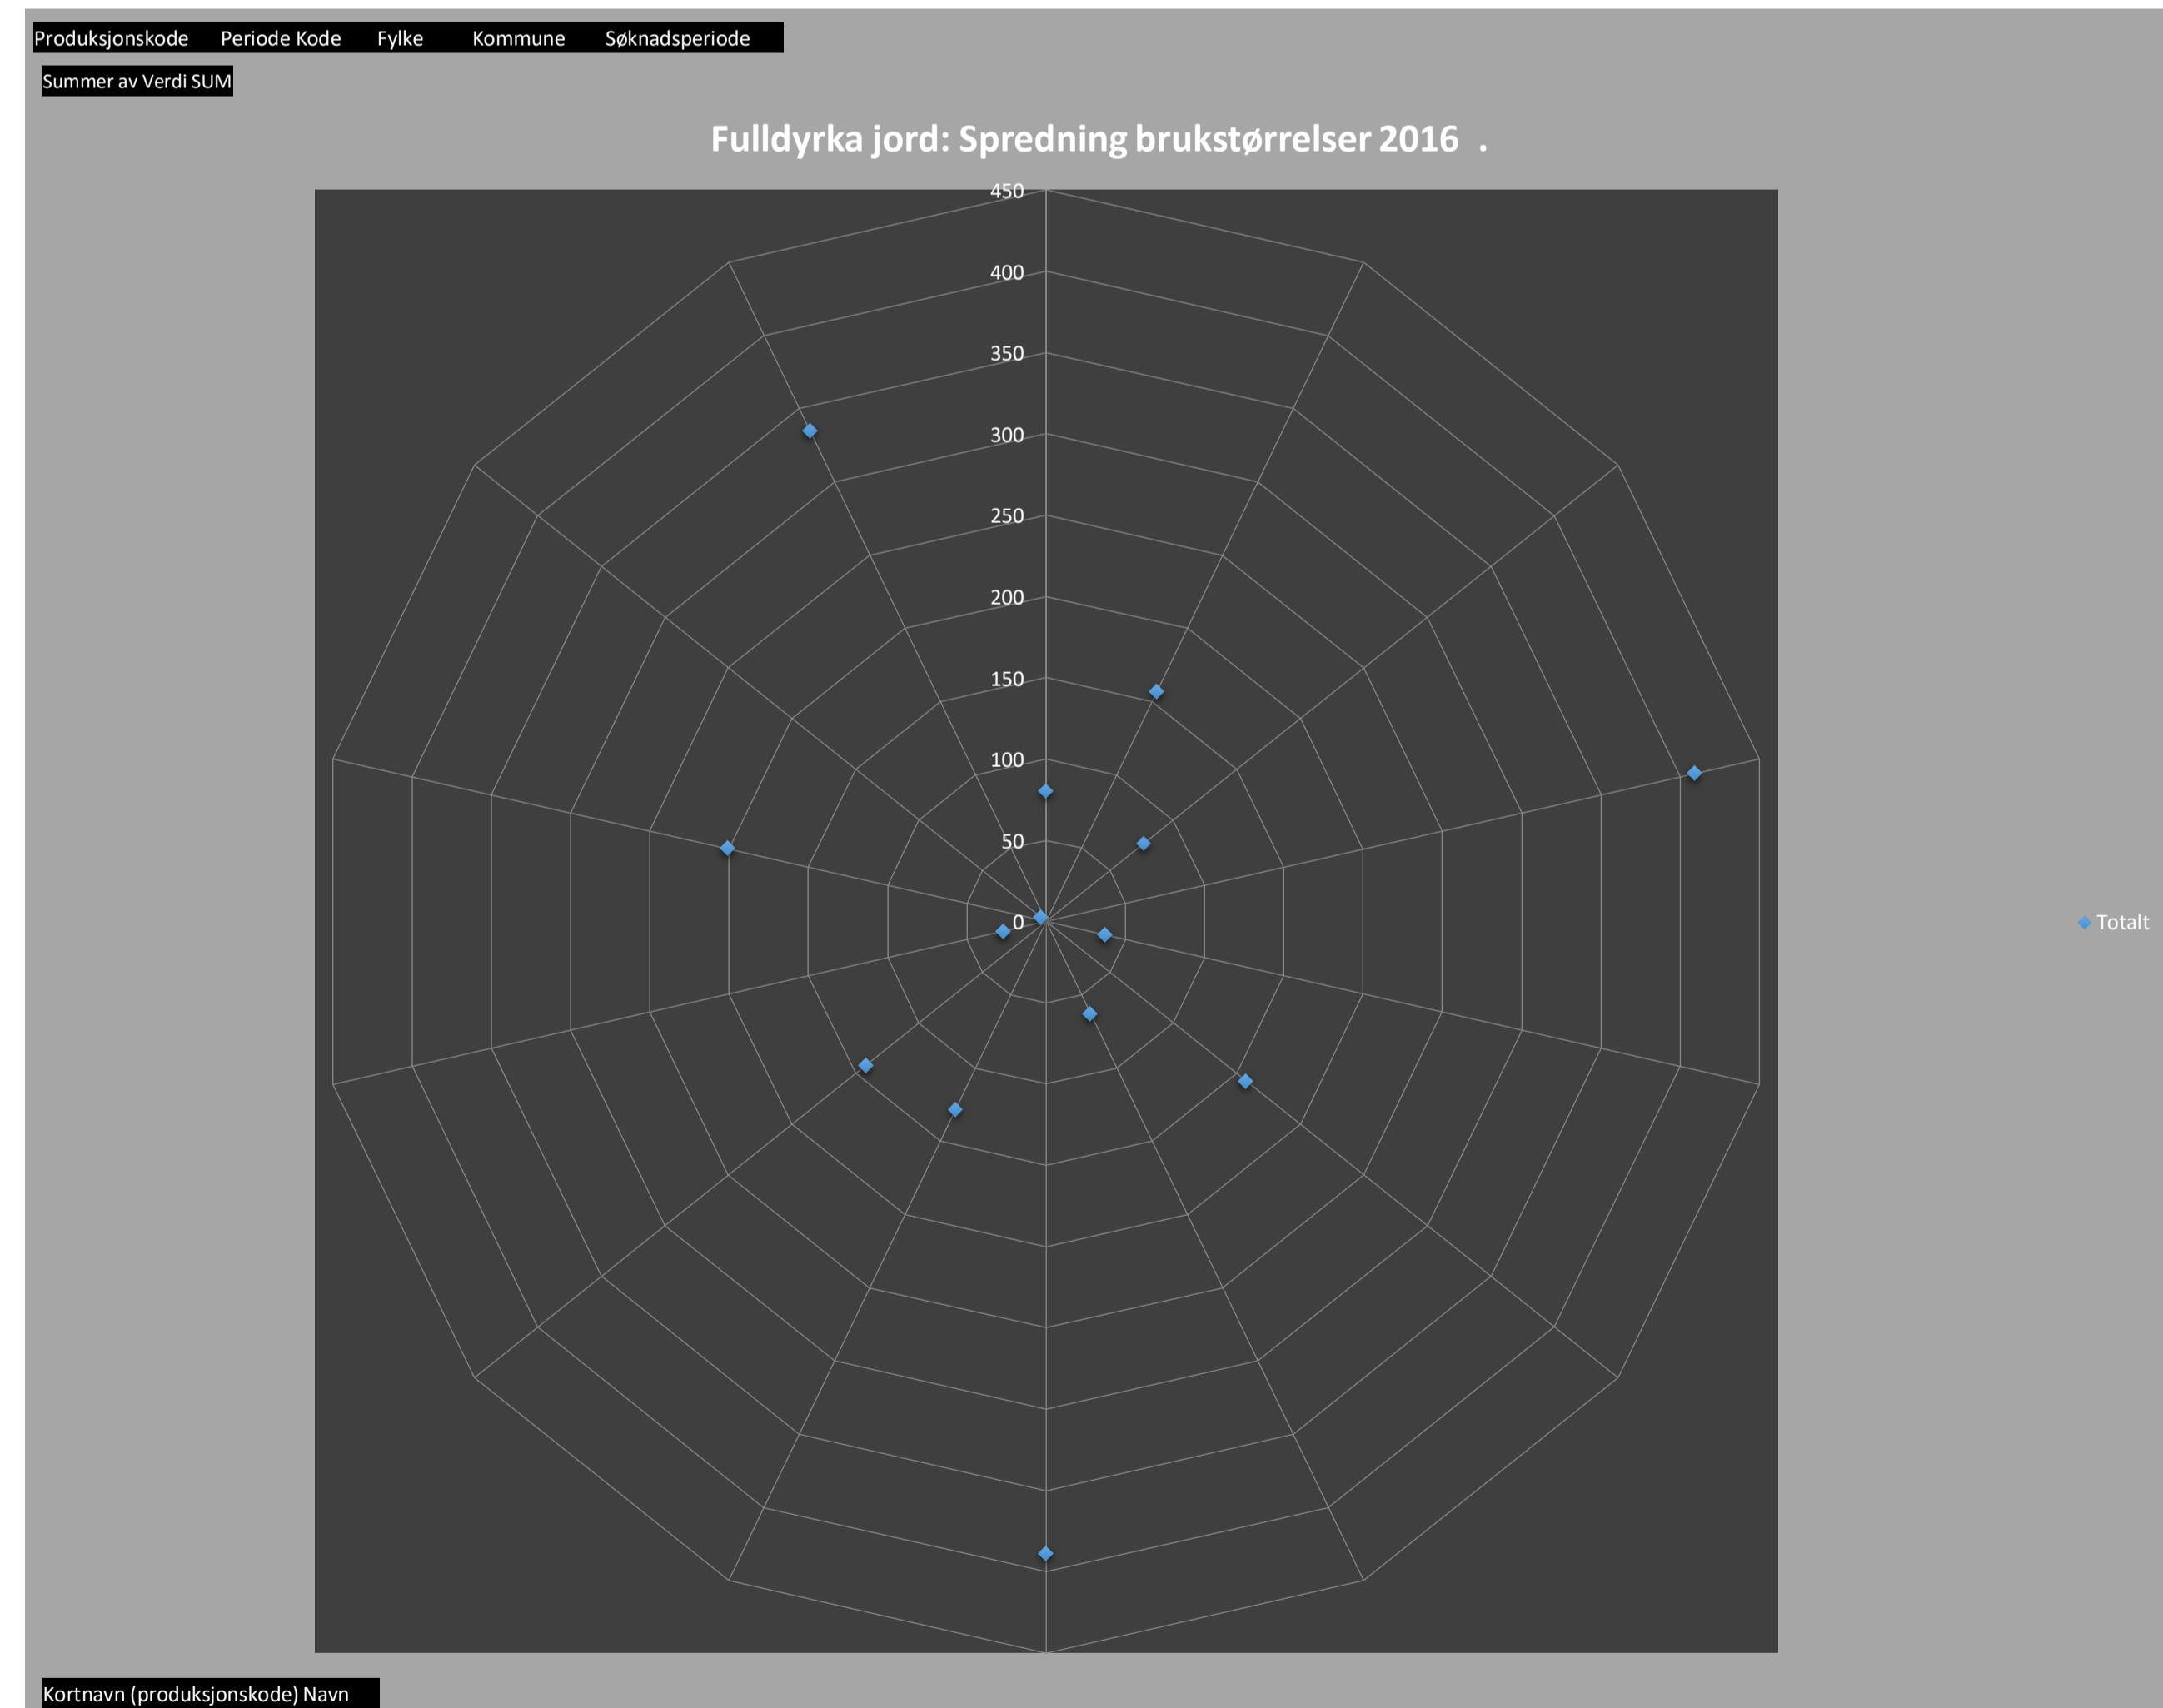 Produksjonskode Periode Kode Fylke Kommune Søknadsperiode
Summer av Verdi SUM
Fulldyrka jord: Spredning brukstørrelser 2016 .
450
400
350
300
250
200
150
100
50
0
Totalt
Kortnavn (produksjonskode) Navn